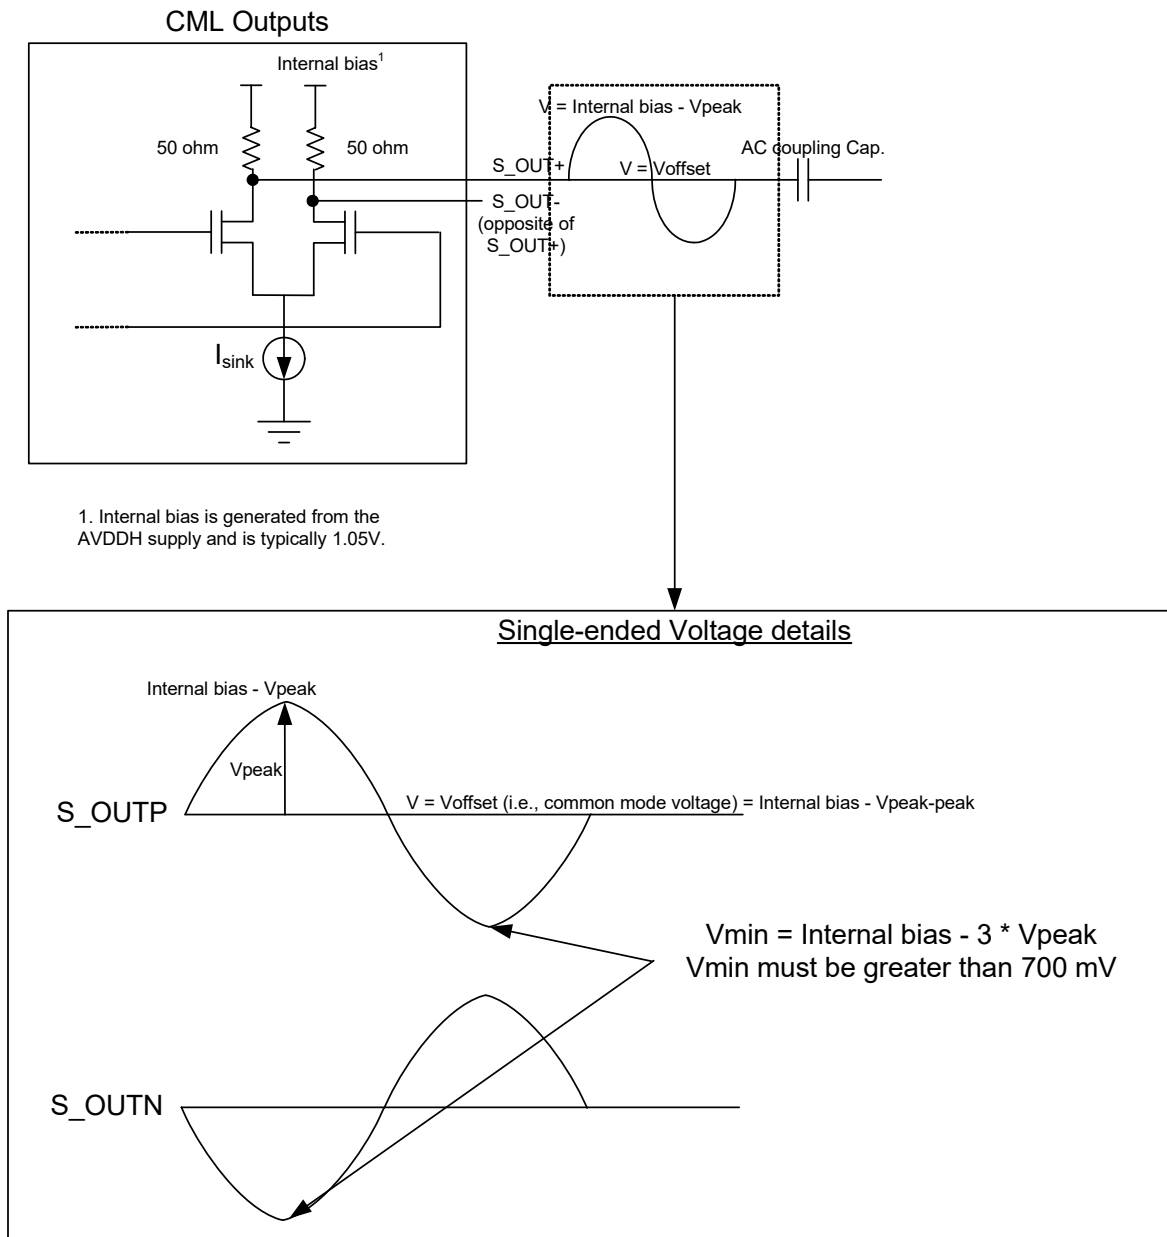 CML Outputs
Internal bias1
50 ohm
50 ohm
V = Internal bias - Vpeak
AC coupling Cap.
S_OUT+
V = Voffset
S_OUT-
(opposite of
S_OUT+)
Isink
1. Internal bias is generated from the
AVDDH supply and is typically 1.05V.
Single-ended Voltage details
Internal bias - Vpeak
Vpeak
V = Voffset (i.e., common mode voltage) = Internal bias - Vpeak-peak
S_OUTP
Vmin = Internal bias - 3 * Vpeak
Vmin must be greater than 700 mV
S_OUTN